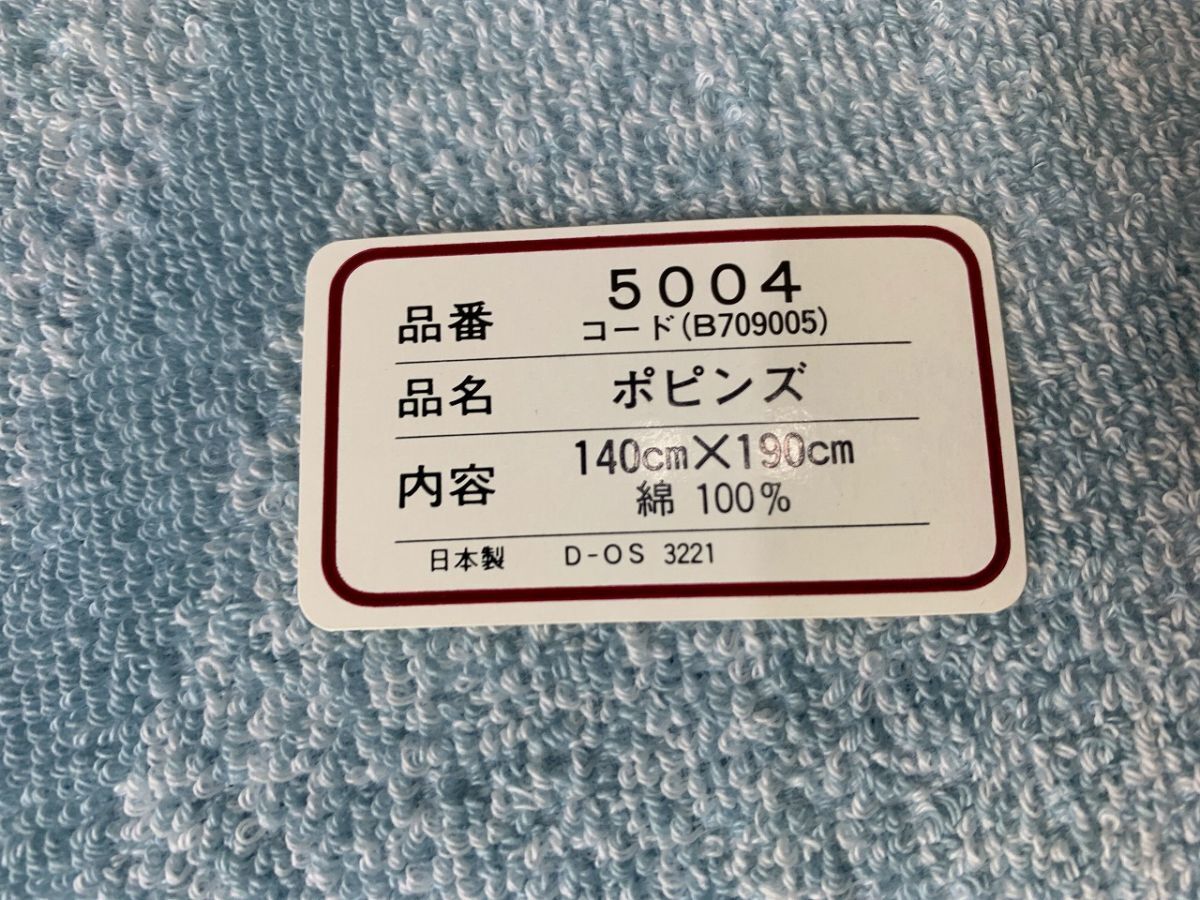 品番 5004
コード(B709005)
品名 ポピンズ
内容 140cm×190cm
綿 100%
日本製 D-OS 3221